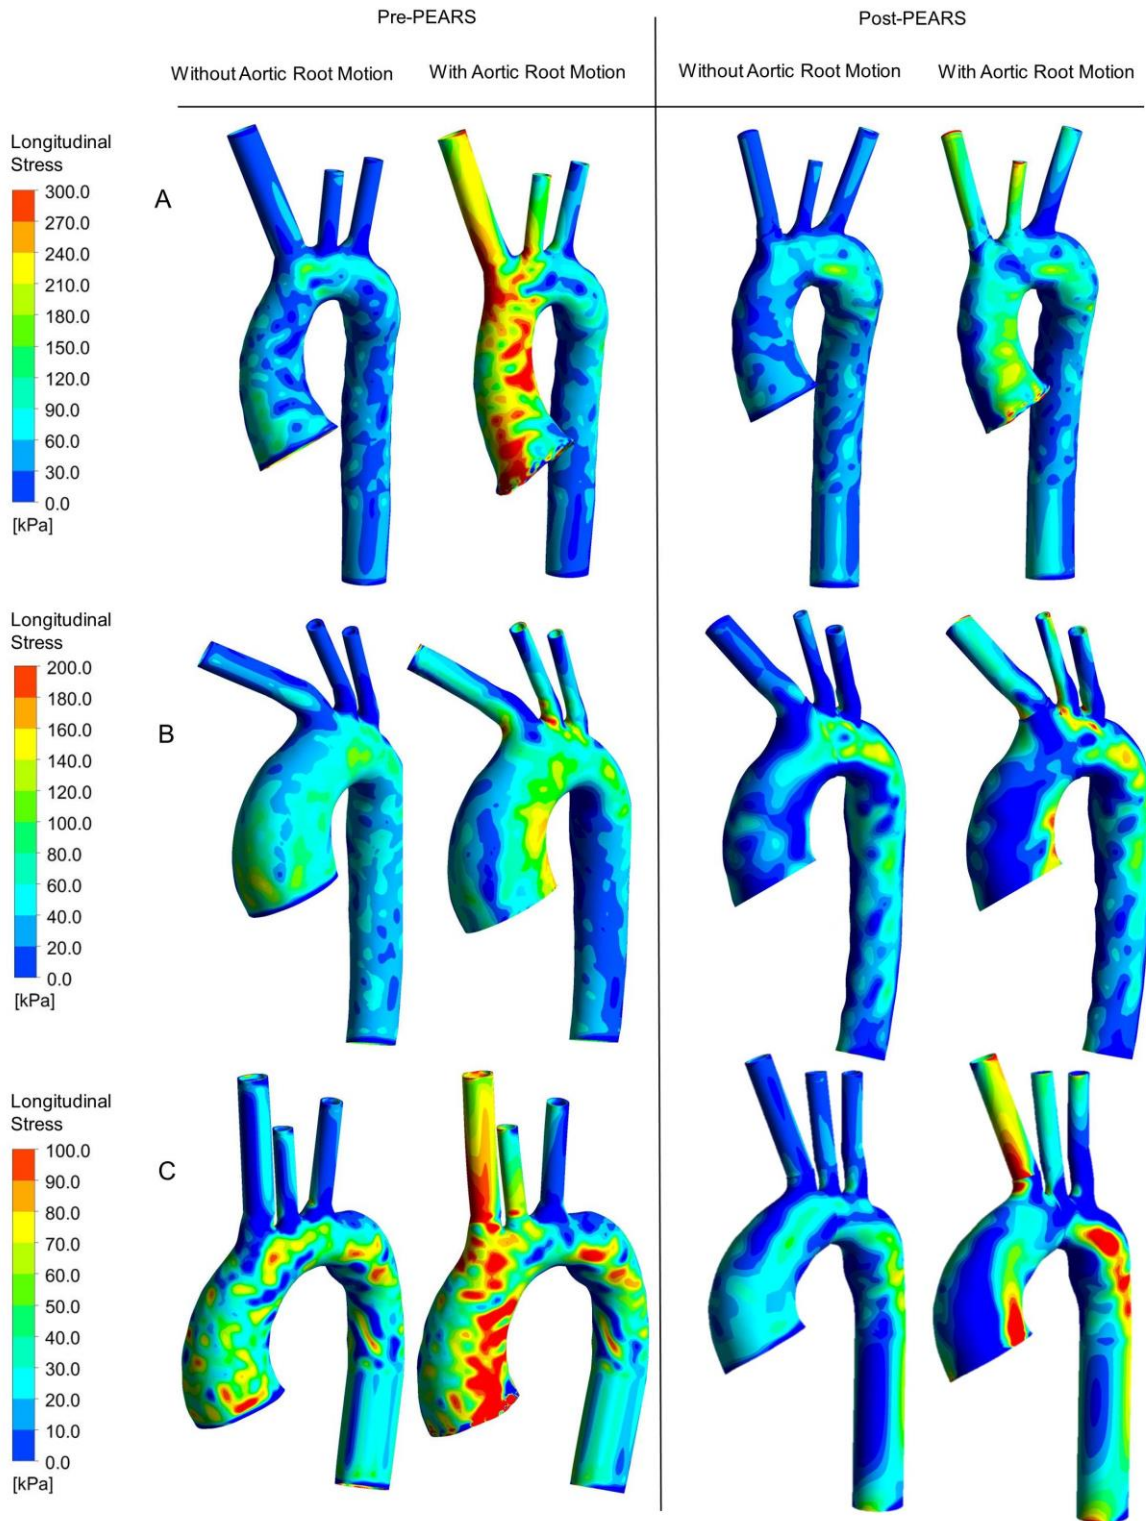 Pre-PEARS
Post-PEARS
Without Aortic Root Motion
With Aortic Root Motion
Without Aortic Root Motion
With Aortic Root Motion
Longitudinal
Stress
300.0
270.0
240.0
210.0
180.0
150.0
120.0
90.0
60.0
30.0
0.0
[kPa]
A
Longitudinal
Stress
200.0
180.0
160.0
140.0
120.0
100.0
80.0
60.0
40.0
20.0
0.0
[kPa]
B
Longitudinal
Stress
100.0
90.0
80.0
70.0
60.0
50.0
40.0
30.0
20.0
10.0
0.0
[kPa]
C